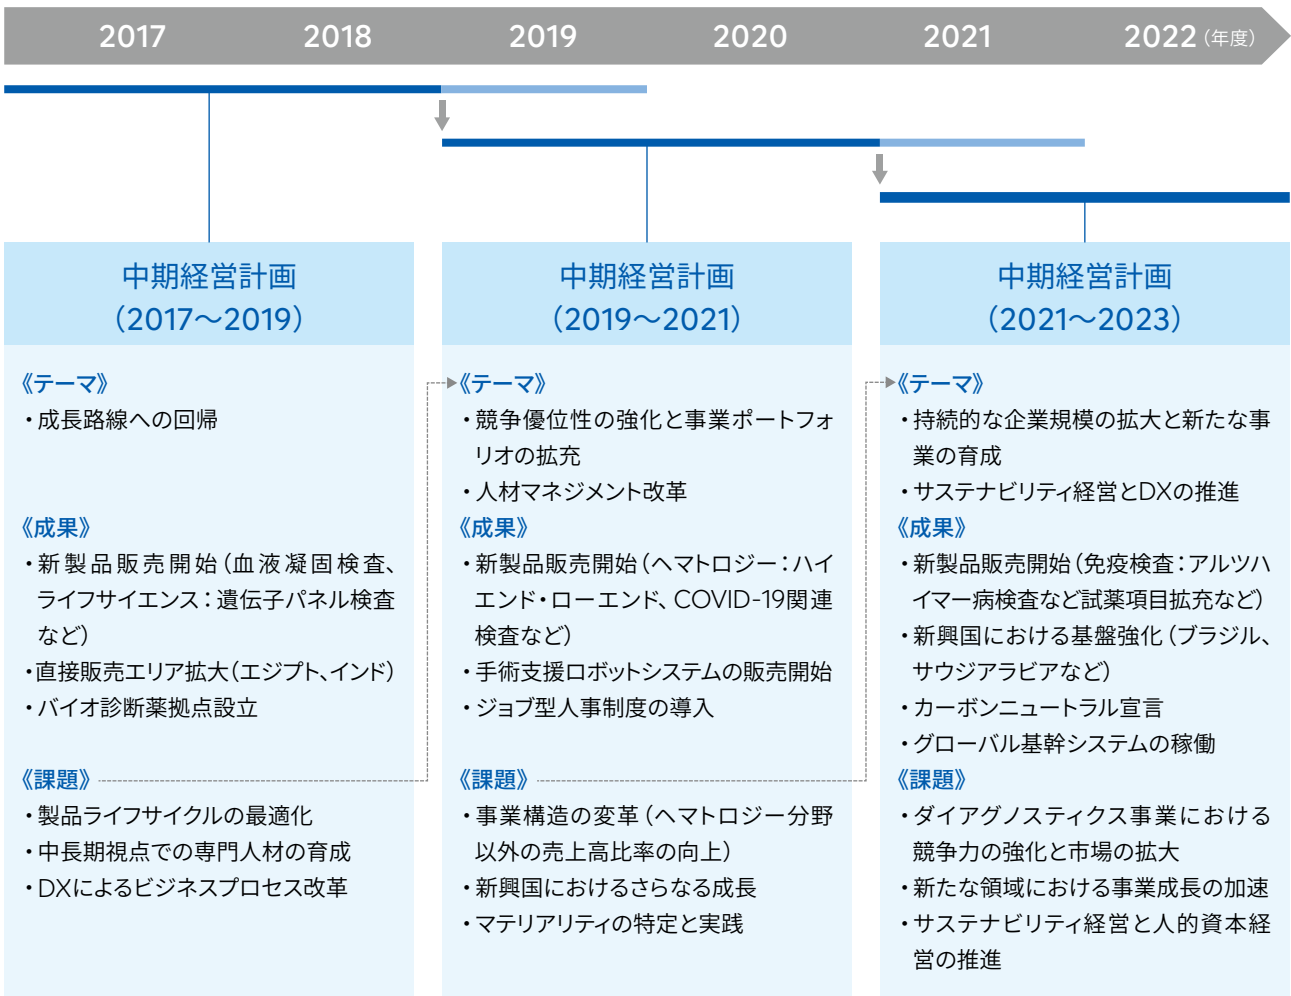 2017 2018 2019 2020 2021 2022（年度）
中期経営計画
（2017～2019）
《テーマ》
・成長路線への回帰
《成果》
・新製品販売開始（血液凝固検査、
ライフサイエンス：遺伝子パネル検査
など）
・直接販売エリア拡大（エジプト、インド）
・バイオ診断薬拠点設立
《課題》
・製品ライフサイクルの最適化
・中長期視点での専門人材の育成
・DXによるビジネスプロセス改革
中期経営計画
（2019～2021）
《テーマ》
・競争優位性の強化と事業ポートフォ
リオの拡充
・人材マネジメント改革
《成果》
・新製品販売開始（ヘマトロジー：ハイ
エンド・ローエンド、COVID-19関連
検査など）
・手術支援ロボットシステムの販売開始
・ジョブ型人事制度の導入
《課題》
・事業構造の変革（ヘマトロジー分野
以外の売上高比率の向上）
・新興国におけるさらなる成長
・マテリアリティの特定と実践
中期経営計画
（2021～2023）
《テーマ》
・持続的な企業規模の拡大と新たな事
業の育成
・サステナビリティ経営とDXの推進
《成果》
・新製品販売開始（免疫検査：アルツハ
イマー病検査など試薬項目拡充など）
・新興国における基盤強化（ブラジル、
サウジアラビアなど）
・カーボンニュートラル宣言
・グローバル基幹システムの稼働
《課題》
・ダイアグノスティクス事業における
競争力の強化と市場の拡大
・新たな領域における事業成長の加速
・サステナビリティ経営と人的資本経
営の推進